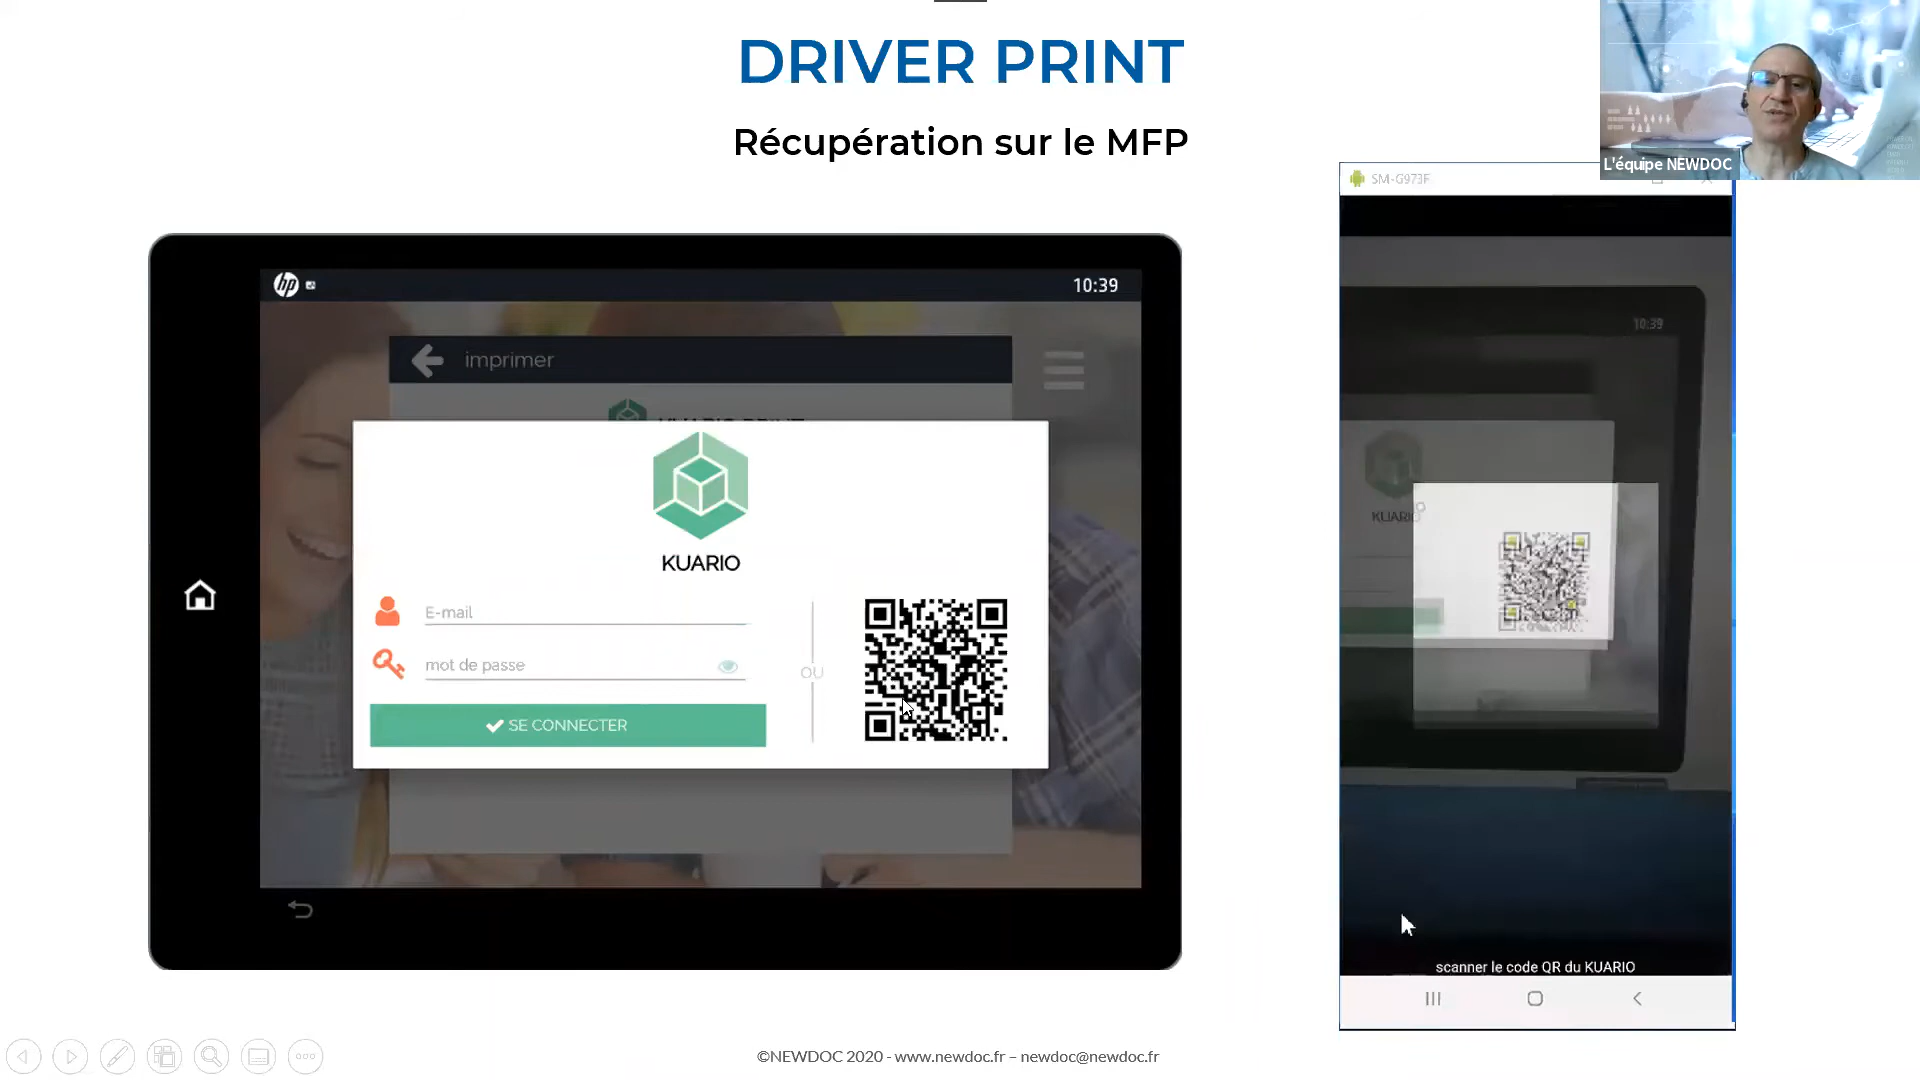 DRIVER PRINT
Récupération sur le MFP
L'équipe NEWDOC
SM-G973F
hp
10:39
imprimer
10:39
KUARIO
KUARIO
E-mail
mot de passe
OU
SE CONNECTER
scanner le code QR du KUARIO
©NEWDOC 2020 - www.newdoc.fr – newdoc@newdoc.fr